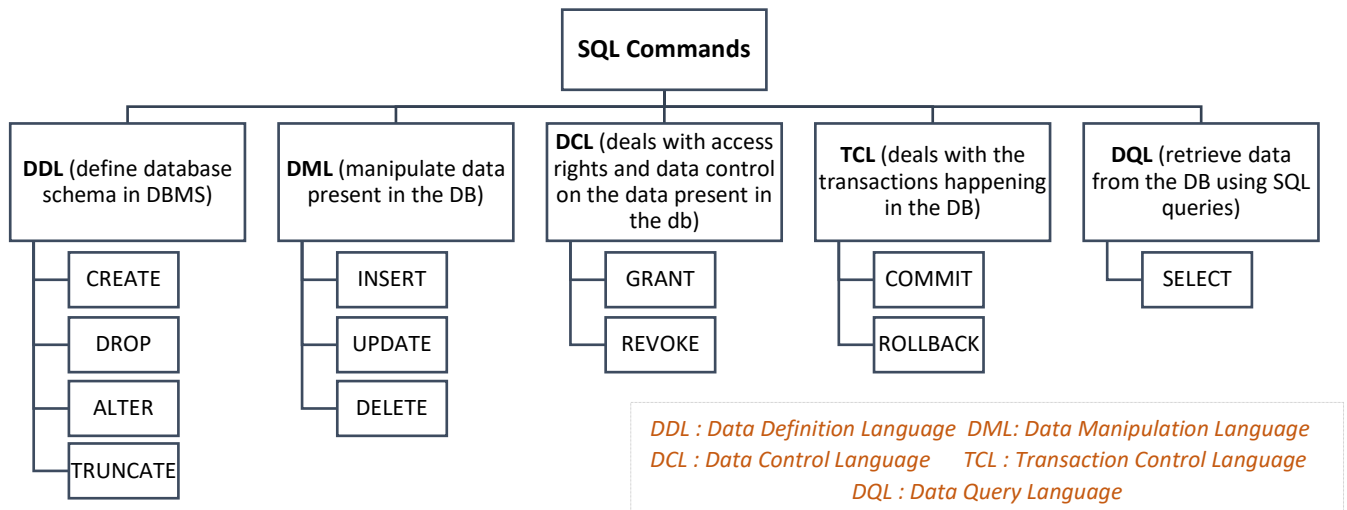 SQL Commands
DDL (define database
schema in DBMS)
CREATE
DROP
ALTER
TRUNCATE
DML (manipulate data
present in the DB)
INSERT
UPDATE
DELETE
DCL (deals with access
rights and data control
on the data present in
the db)
GRANT
REVOKE
TCL (deals with the
transactions happening
in the DB)
COMMIT
ROLLBACK
DQL (retrieve data
from the DB using SQL
queries)
SELECT
DDL : Data Definition Language DML: Data Manipulation Language
DCL : Data Control Language TCL : Transaction Control Language
DQL : Data Query Language